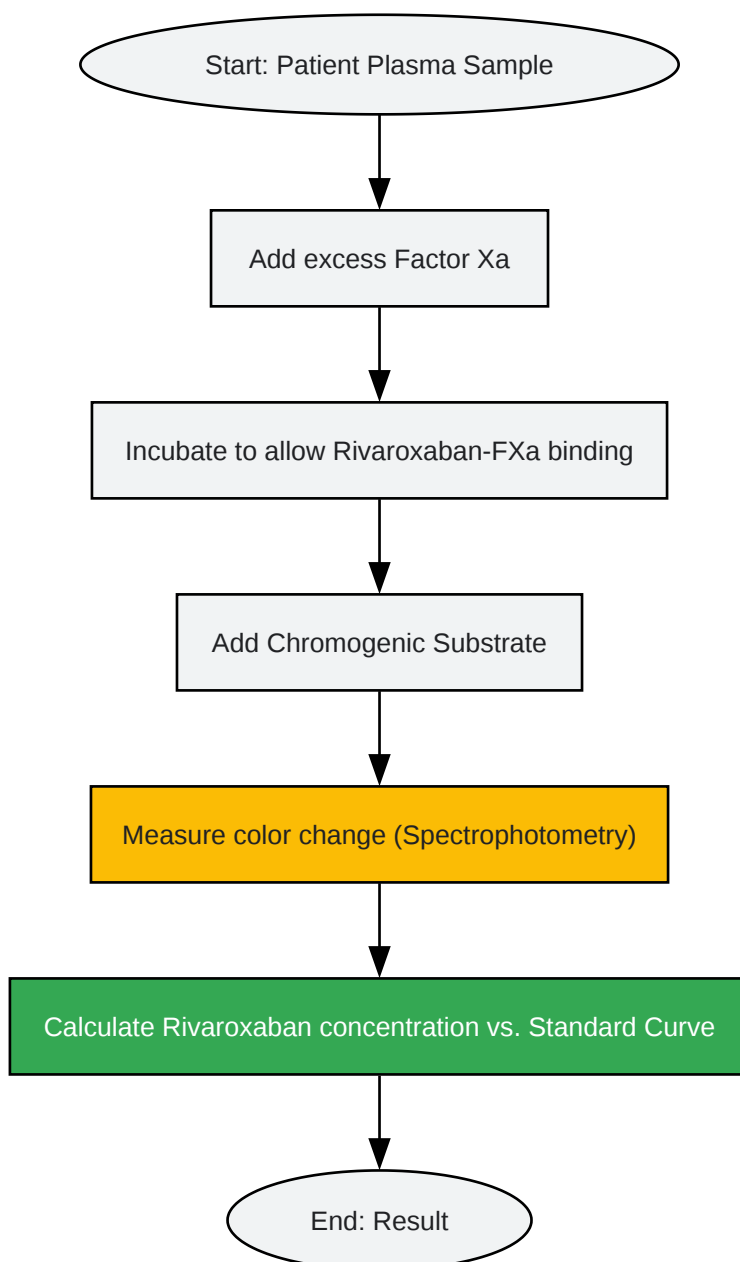 Start: Patient Plasma Sample
Add excess Factor Xa
Incubate to allow Rivaroxaban-FXa binding
Add Chromogenic Substrate
Measure color change (Spectrophotometry)
Calculate Rivaroxaban concentration vs. Standard Curve
End: Result